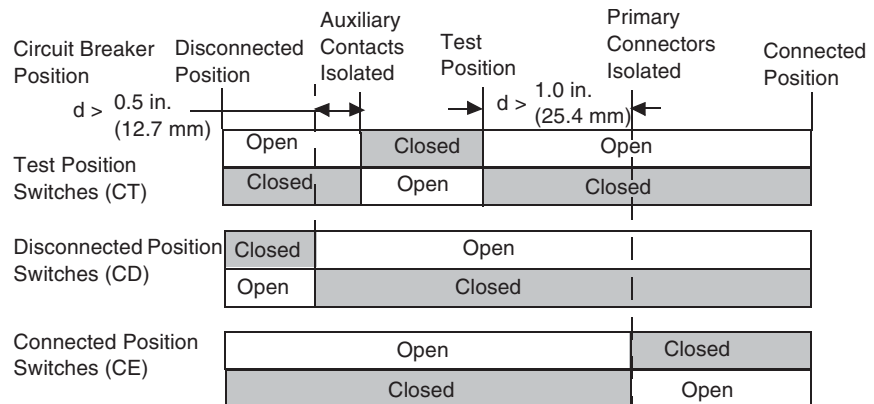 Circuit Breaker
Position
Disconnected
Position
Auxiliary
Contacts
Isolated
Test
Position
Primary
Connectors
Isolated
Connected
Position
d > 0.5 in.
(12.7 mm)
d > 1.0 in.
(25.4 mm)
Test Position
Switches (CT)
Open Closed Open
Closed Open Closed
Disconnected Position
Switches (CD)
Closed Open
Open Closed
Connected Position
Switches (CE)
Open Closed
Closed Open